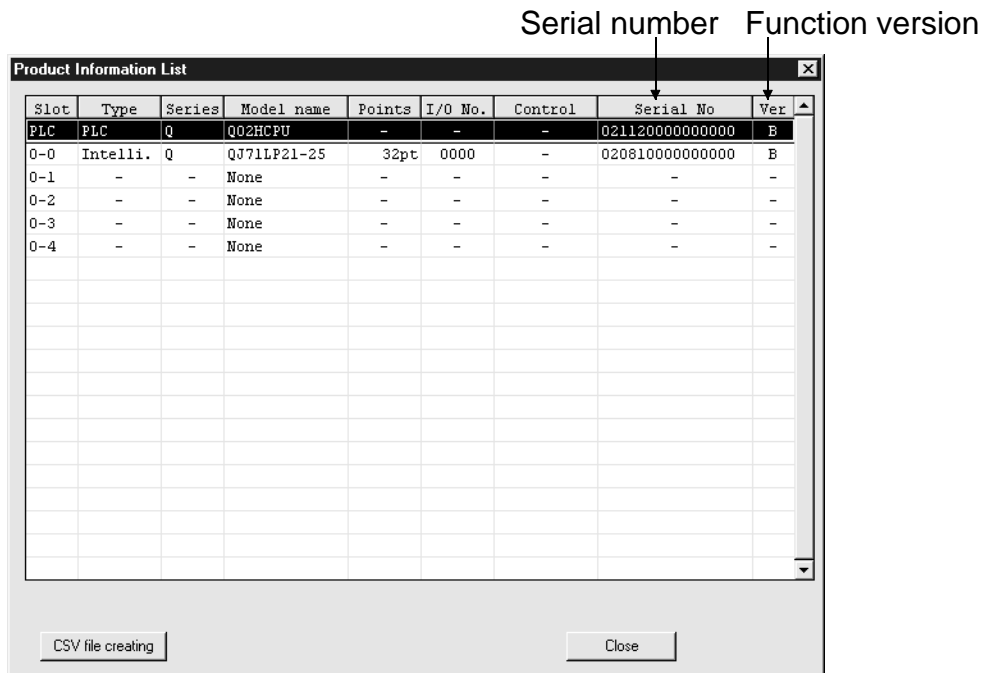 Serial number Function version
Product Information List
Slot Type Series Model name Points I/O No. Control Serial No Ver
PLC PLC Q Q02HCPU - - - 021120000000000 B
0-0 Intelli. Q QJ71LP21-25 32pt 0000 - 020810000000000 B
0-1 - - None - - - - -
0-2 - - None - - - - -
0-3 - - None - - - - -
0-4 - - None - - - - -
CSV file creating Close